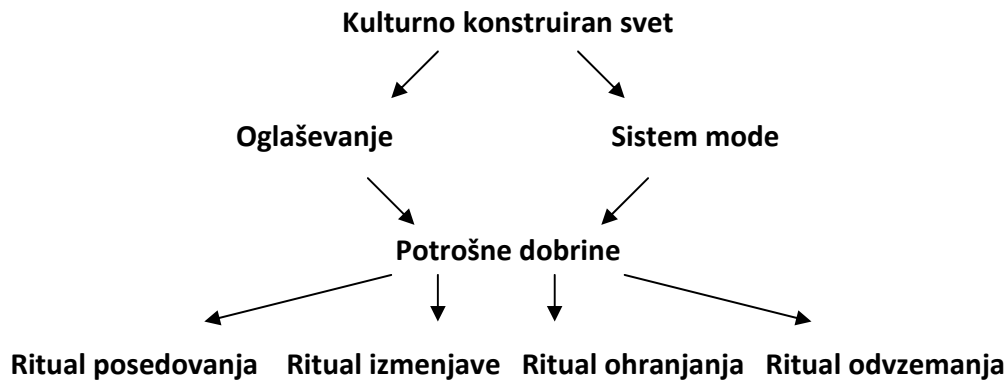 Kulturno konstruiran svet
Oglaševanje Sistem mode
Potrošne dobrine
Ritual posedovanja Ritual izmenjave Ritual ohranjanja Ritual odvzemanja